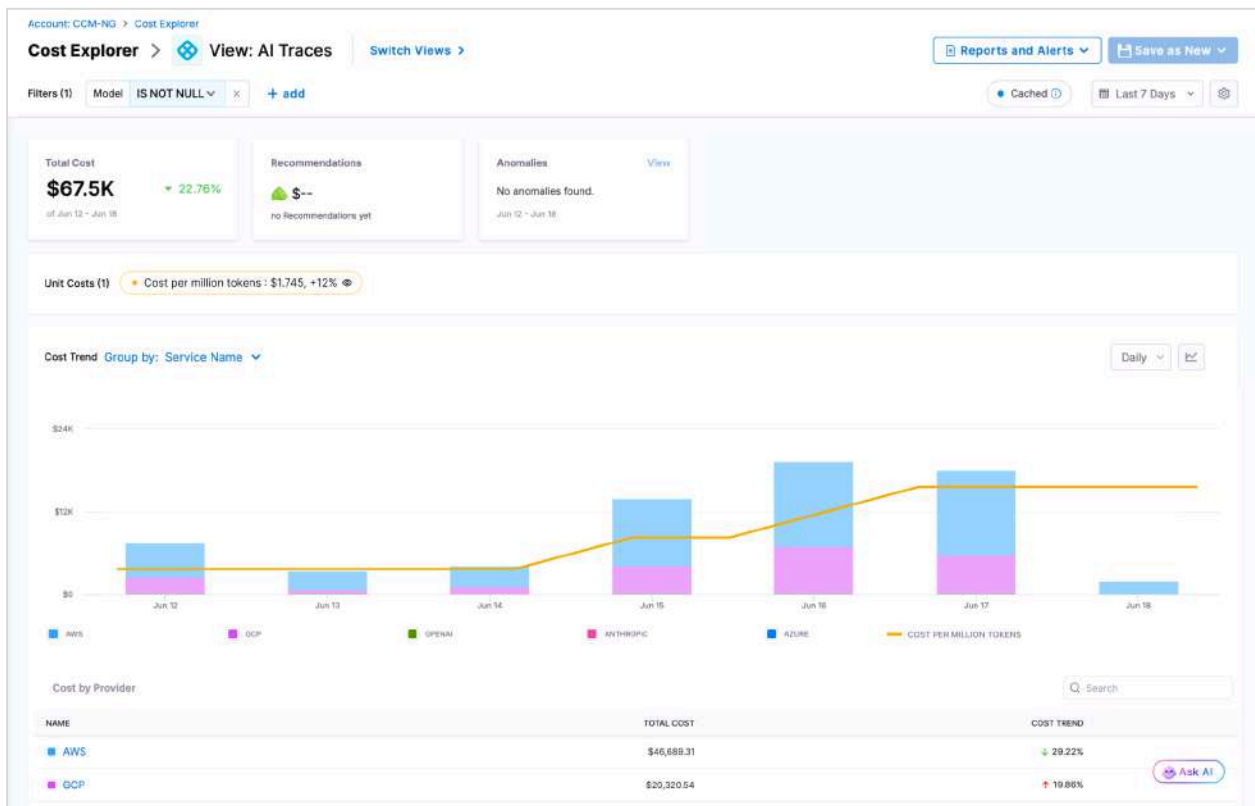 Account: CCM-NG > Cost Explorer
Cost Explorer > View: AI Traces Switch Views >
Reports and Alerts Save as New
Filters (1) Model IS NOT NULL × + add
Cached Last 7 Days
Total Cost
$67.5K 22.76%
of Jun 12 - Jun 18
Recommendations
$--
no Recommendations yet
Anomalies View
No anomalies found.
Jun 12 - Jun 18
Unit Costs (1) Cost per million tokens : $1.745, +12%
Cost Trend Group by: Service Name
Daily
$24K
$12K
$0
Jun 12 Jun 13 Jun 14 Jun 15 Jun 16 Jun 17 Jun 18
AWS GCP OPENAI ANTHROPIC AZURE COST PER MILLION TOKENS
Cost by Provider Search
NAME TOTAL COST COST TREND
AWS $46,689.31 29.22%
GCP $20,320.54 19.86%
Ask AI